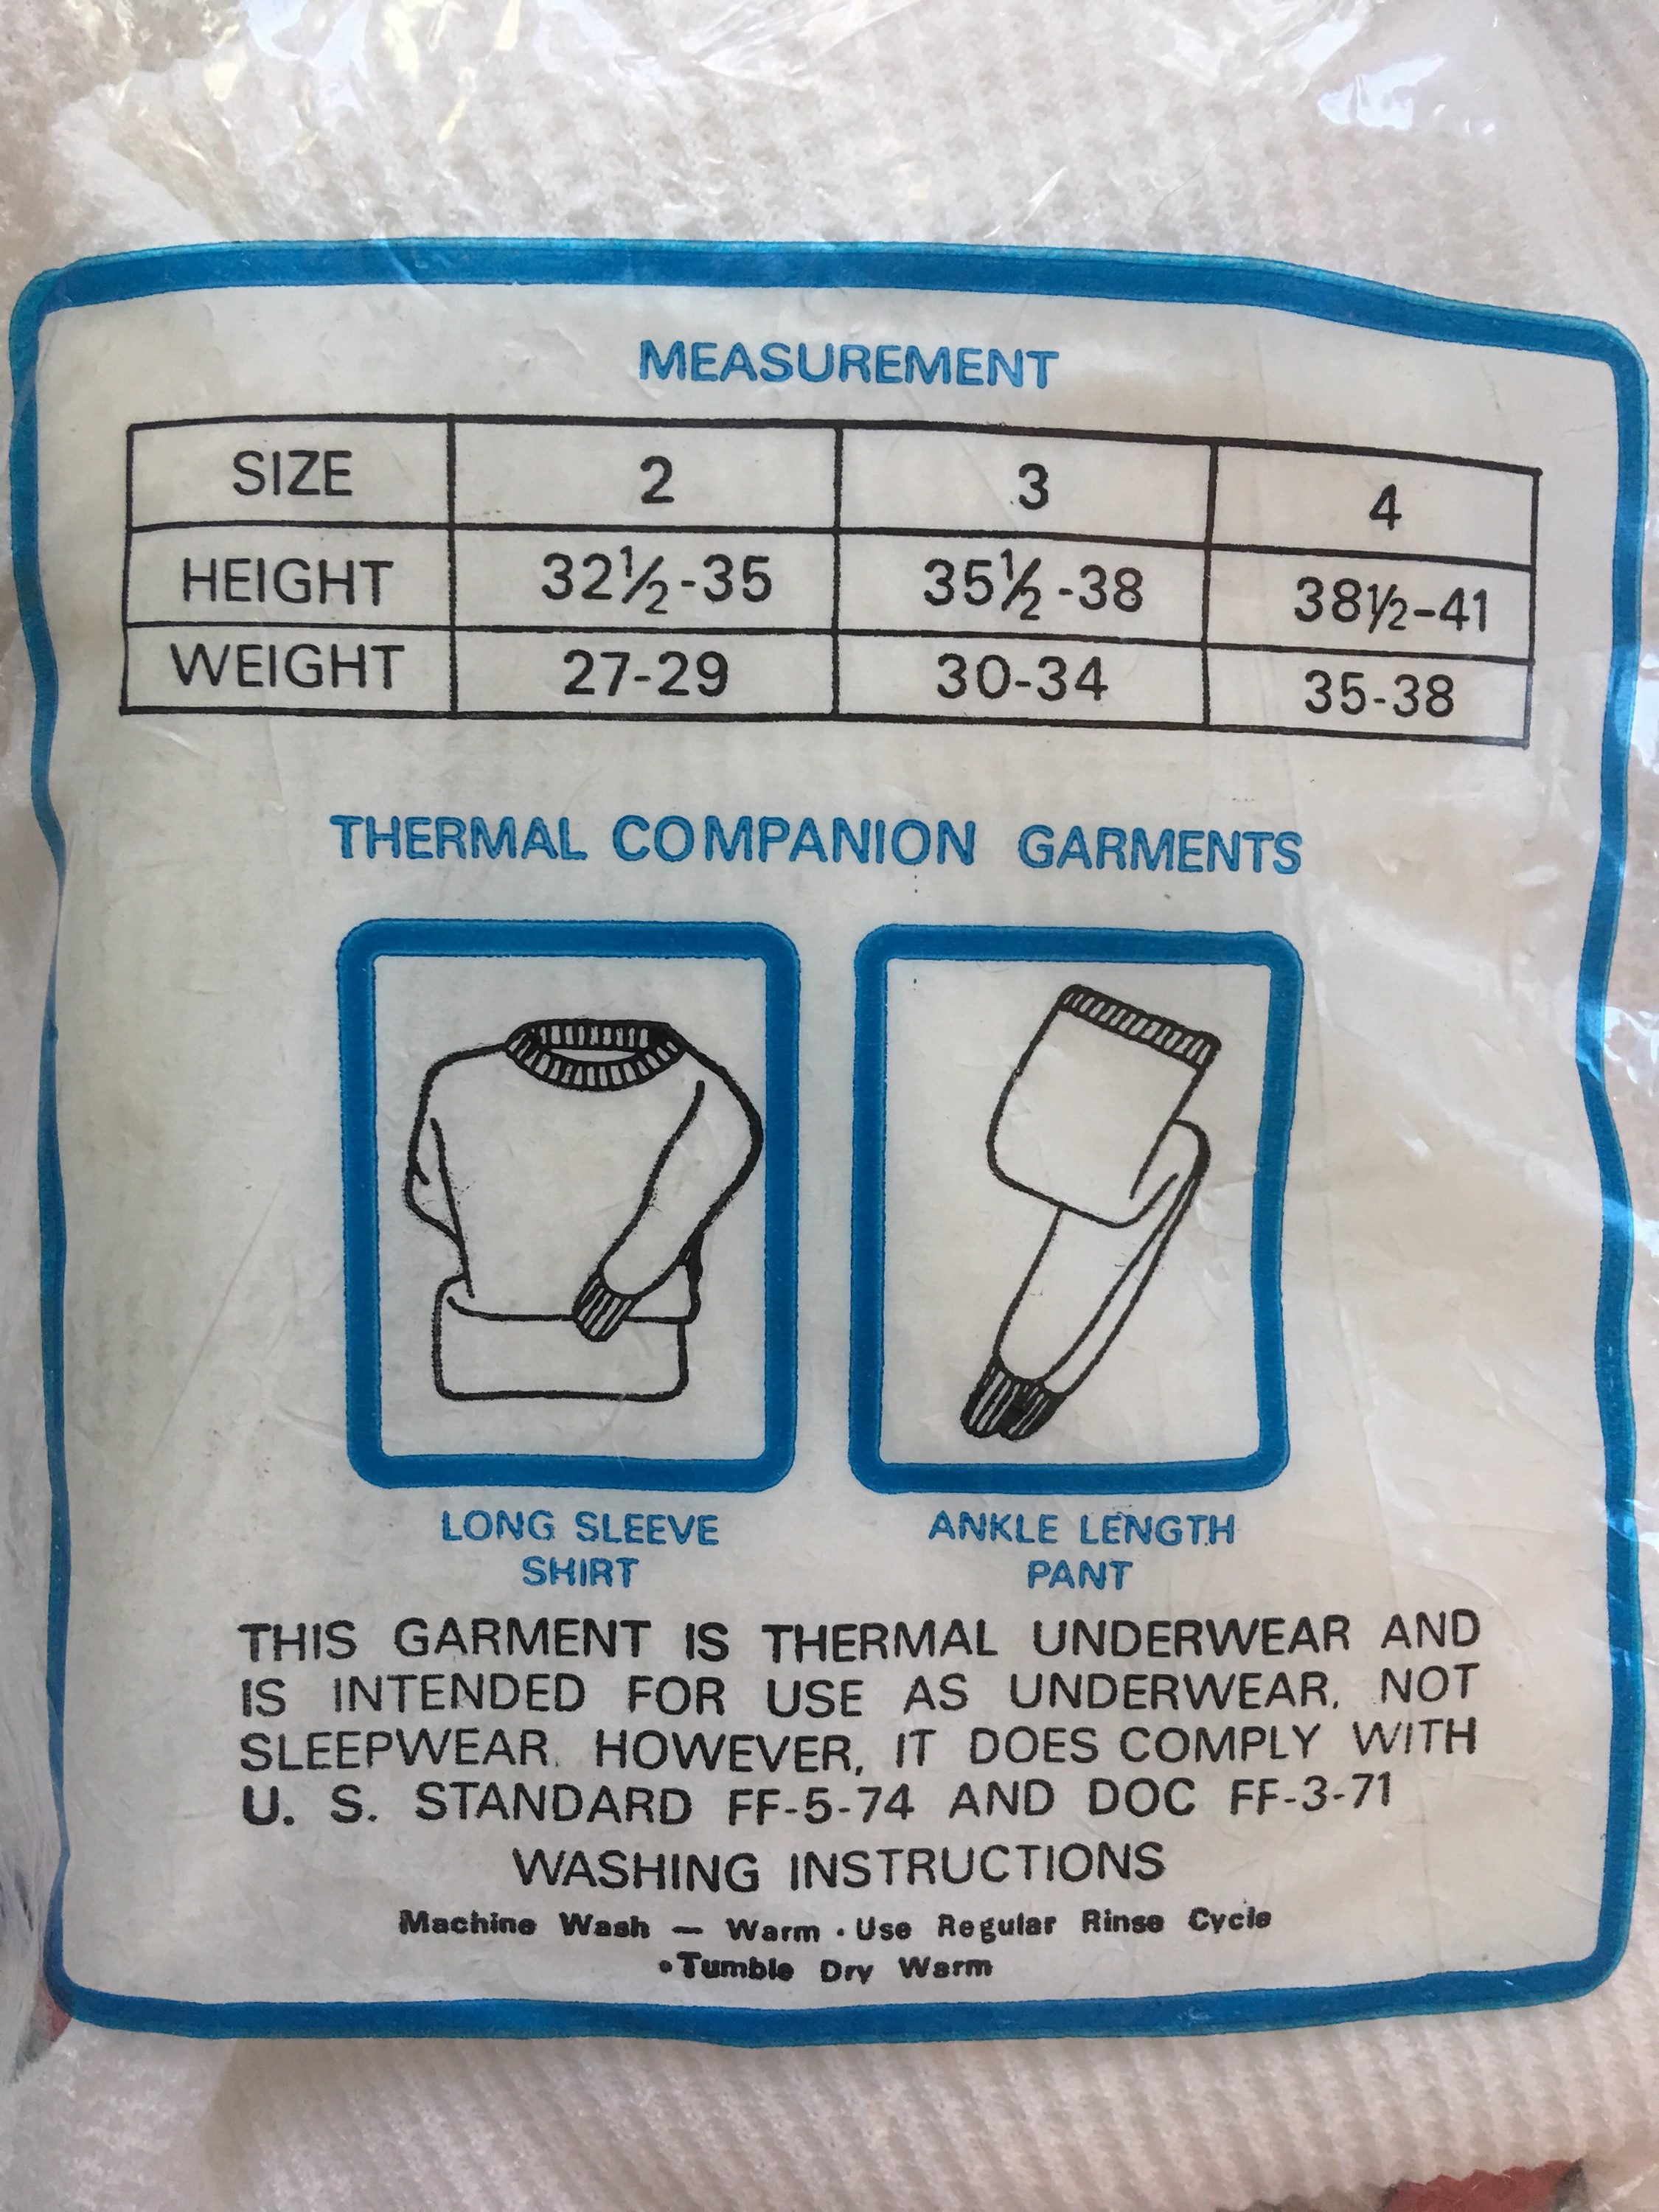 MEASUREMENT
SIZE 2 3 4
HEIGHT 32½-35 35½-38 38½-41
WEIGHT 27-29 30-34 35-38
THERMAL COMPANION GARMENTS
LONG SLEEVE SHIRT
ANKLE LENGTH PANT
THIS GARMENT IS THERMAL UNDERWEAR AND
IS INTENDED FOR USE AS UNDERWEAR, NOT
SLEEPWEAR. HOWEVER, IT DOES COMPLY WITH
U. S. STANDARD FF-5-74 AND DOC FF-3-71
WASHING INSTRUCTIONS
Machine Wash — Warm • Use Regular Rinse Cycle
• Tumble Dry Warm